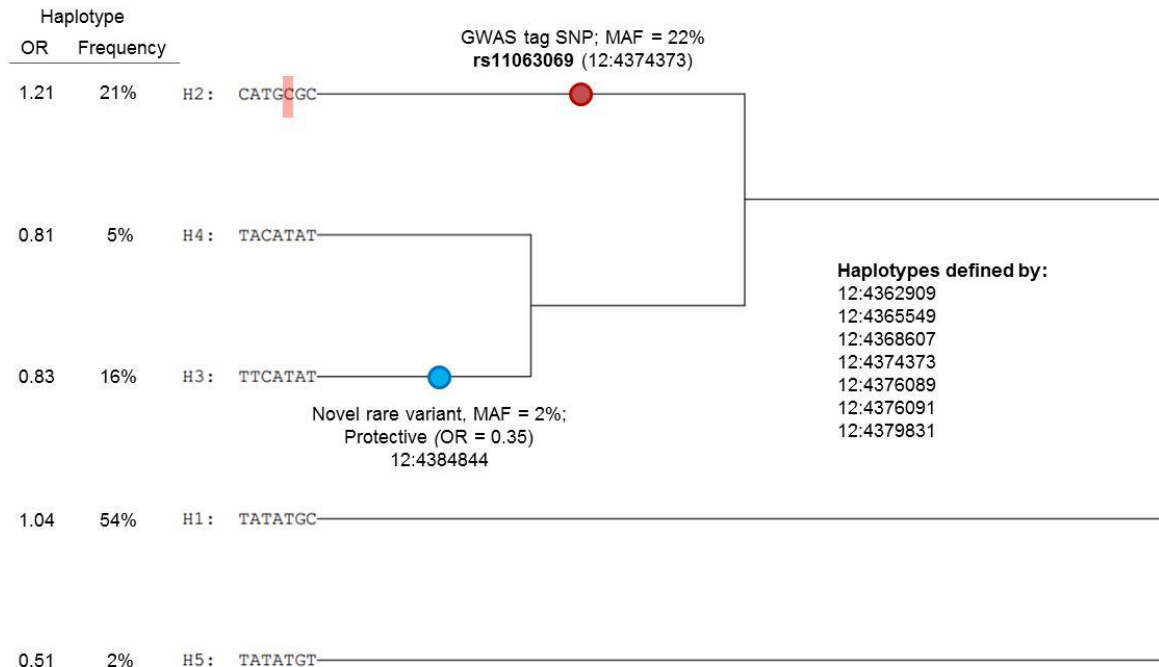 Haplotype
OR Frequency
GWAS tag SNP; MAF = 22%
rs11063069 (12:4374373)
1.21 21% H2: CATGCGC
0.81 5% H4: TACATAT
Haplotypes defined by:
12:4362909
12:4365549
12:4368607
12:4374373
12:4376089
12:4376091
12:4379831
0.83 16% H3: TTCATAT
Novel rare variant, MAF = 2%;
Protective (OR = 0.35)
12:4384844
1.04 54% H1: TATATGC
0.51 2% H5: TATATGT